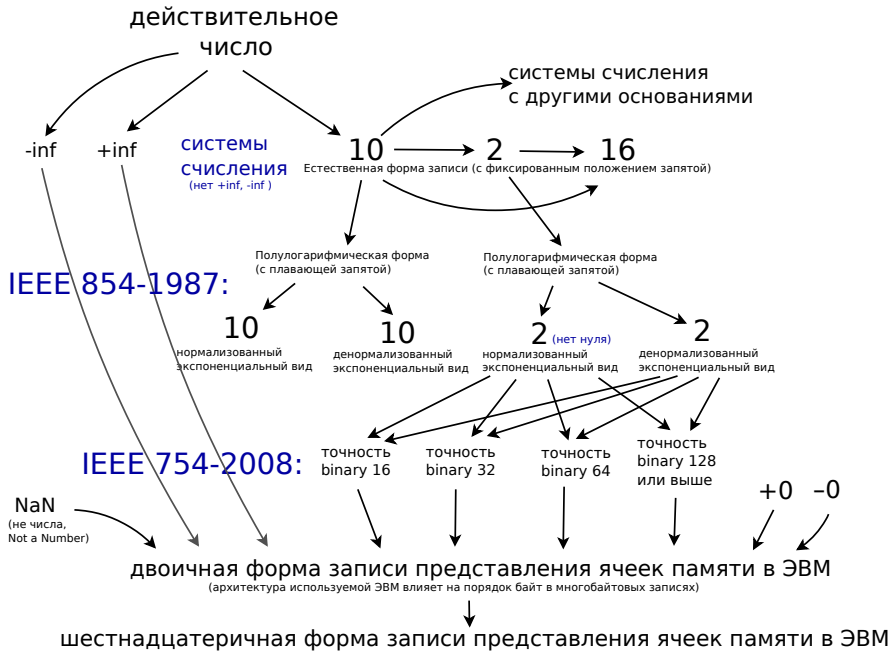 действительное
число
системы счисления
с другими основаниями
-inf
+inf
системы
счисления
(нет +inf, -inf )
10
2
16
Естественная форма записи (с фиксированным положением запятой)
Полулогарифмическая форма
(с плавающей запятой)
Полулогарифмическая форма
(с плавающей запятой)
IEEE 854-1987:
10
нормализованный
экспоненциальный вид
10
денормализованный
экспоненциальный вид
2 (нет нуля)
нормализованный
экспоненциальный вид
2
денормализованный
экспоненциальный вид
IEEE 754-2008:
точность
binary 16
точность
binary 32
точность
binary 64
точность
binary 128
или выше
NaN
(не числа,
Not a Number)
+0
–0
двоичная форма записи представления ячеек памяти в ЭВМ
(архитектура используемой ЭВМ влияет на порядок байт в многобайтовых записях)
шестнадцатеричная форма записи представления ячеек памяти в ЭВМ